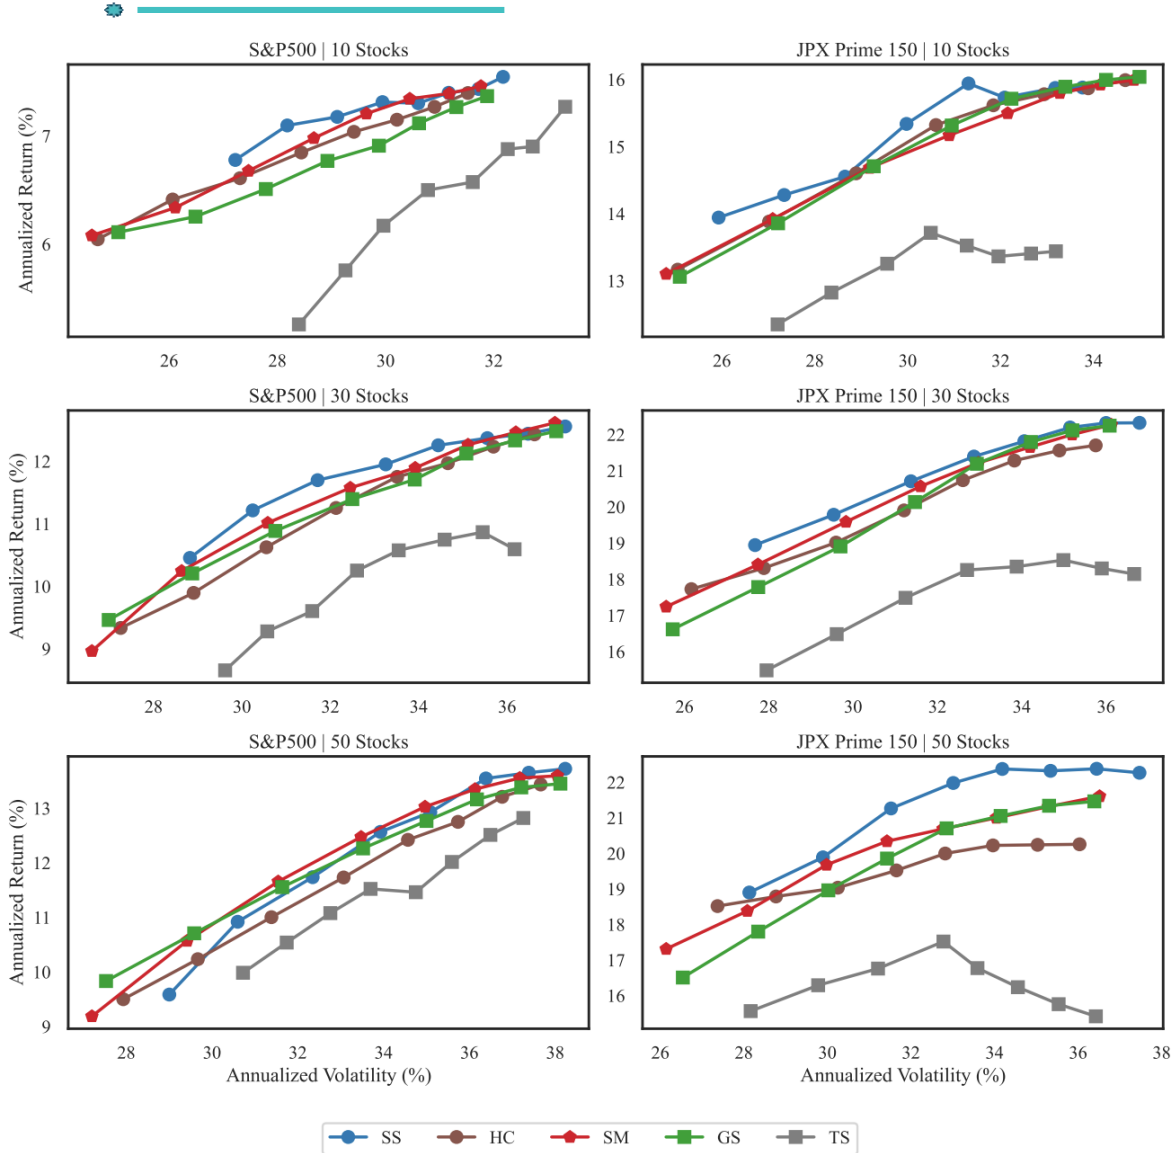 S&P500 | 10 Stocks
JPX Prime 150 | 10 Stocks
Annualized Return (%)
7
6
26 28 30 32
16
15
14
13
26 28 30 32 34
S&P500 | 30 Stocks
JPX Prime 150 | 30 Stocks
Annualized Return (%)
12
11
10
9
28 30 32 34 36
22
21
20
19
18
17
16
26 28 30 32 34 36
S&P500 | 50 Stocks
JPX Prime 150 | 50 Stocks
Annualized Return (%)
13
12
11
10
9
28 30 32 34 36 38
Annualized Volatility (%)
22
21
20
19
18
17
16
26 28 30 32 34 36 38
Annualized Volatility (%)
SS HC SM GS TS